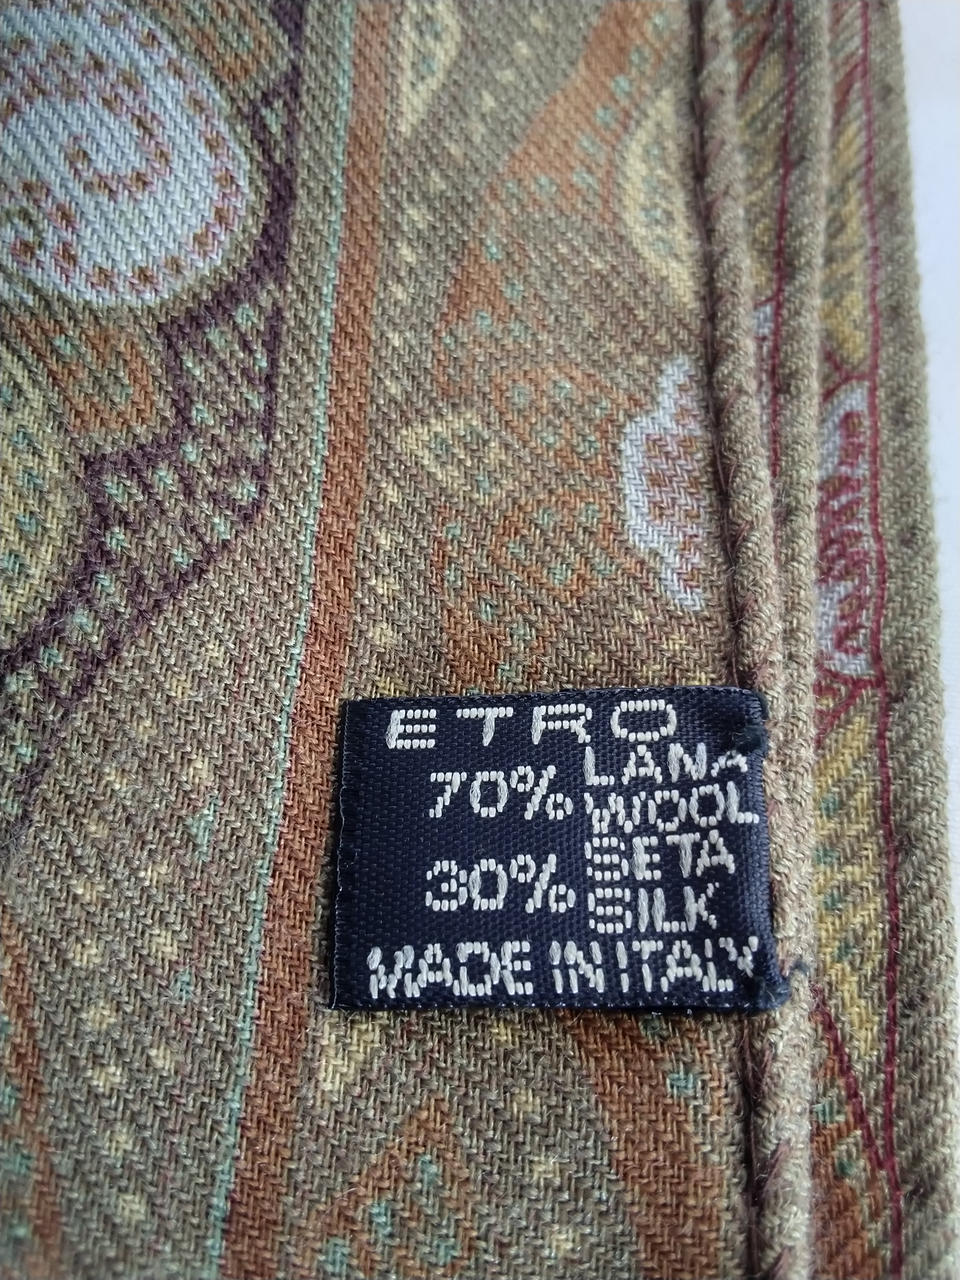 ETRO
70% LANA
WOOL
30% SETA
SILK
MADE IN ITALY